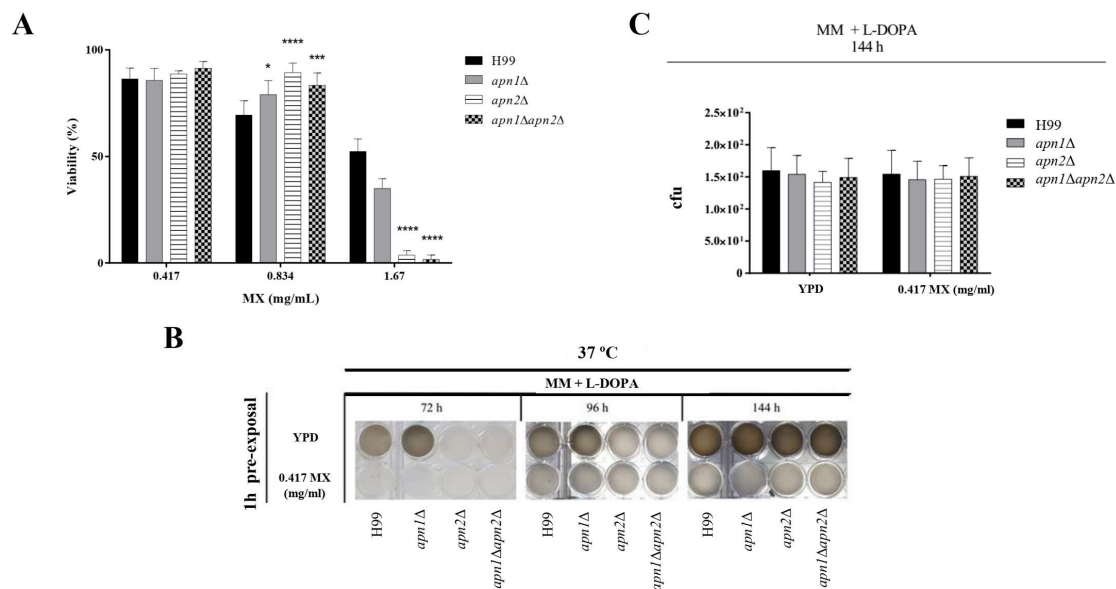 A
100
50
0
Viability (%)
****
***
*
****
****
0.417
0.834
1.67
MX (mg/mL)
H99
apn1Δ
apn2Δ
apn1Δapn2Δ
C
MM + L-DOPA
144 h
2.5×10²
2.0×10²
1.5×10²
1.0×10²
5.0×10¹
0
cfu
YPD
0.417 MX (mg/ml)
H99
apn1Δ
apn2Δ
apn1Δapn2Δ
B
37 ºC
MM + L-DOPA
72 h
96 h
144 h
1h pre-exposal
YPD
0.417 MX
(mg/ml)
H99
apn1Δ
apn2Δ
apn1Δapn2Δ
H99
apn1Δ
apn2Δ
apn1Δapn2Δ
H99
apn1Δ
apn2Δ
apn1Δapn2Δ